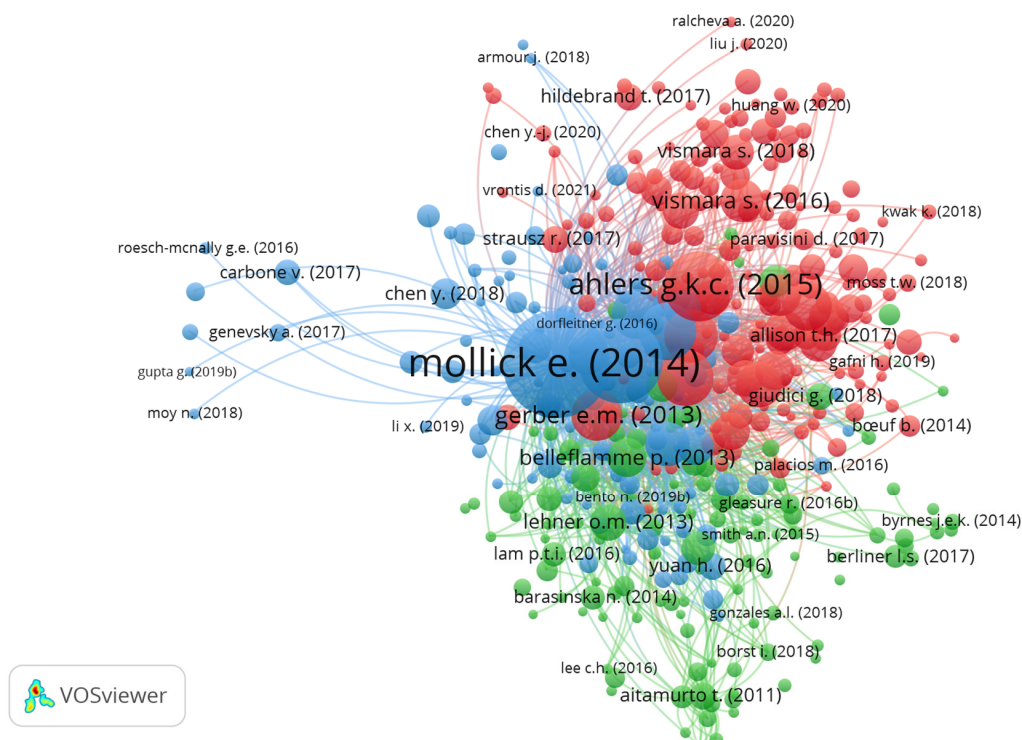 ralcheva a. (2020)
liu j. (2020)
armour j. (2018)
hildebrand t. (2017)
huang w. (2020)
chen y.-j. (2020)
vismara s. (2018)
vrontis d. (2021)
vismara s. (2016)
kwak k. (2018)
strausz r. (2017)
paravisini d. (2017)
roesch-mcnally g.e. (2016)
carbone v. (2017)
ahlers g.k.c. (2015)
moss t.w. (2018)
chen y. (2018)
dorfleitner g. (2016)
genevsky a. (2017)
allison t.h. (2017)
mollick e. (2014)
gafni h. (2019)
gupta g. (2019b)
giudici g. (2018)
moy n. (2018)
gerber e.m. (2013)
li x. (2019)
bœuf b. (2014)
belleflamme p. (2013)
palacios m. (2016)
bento n. (2019b)
gleasure r. (2016b)
lehner o.m. (2013)
byrnes j.e.k. (2014)
smith a.n. (2015)
lam p.t.i. (2016)
berliner l.s. (2017)
yuan h. (2016)
barasinska n. (2014)
gonzales a.l. (2018)
borst i. (2018)
lee c.h. (2016)
aitamurto t. (2011)
VOSviewer